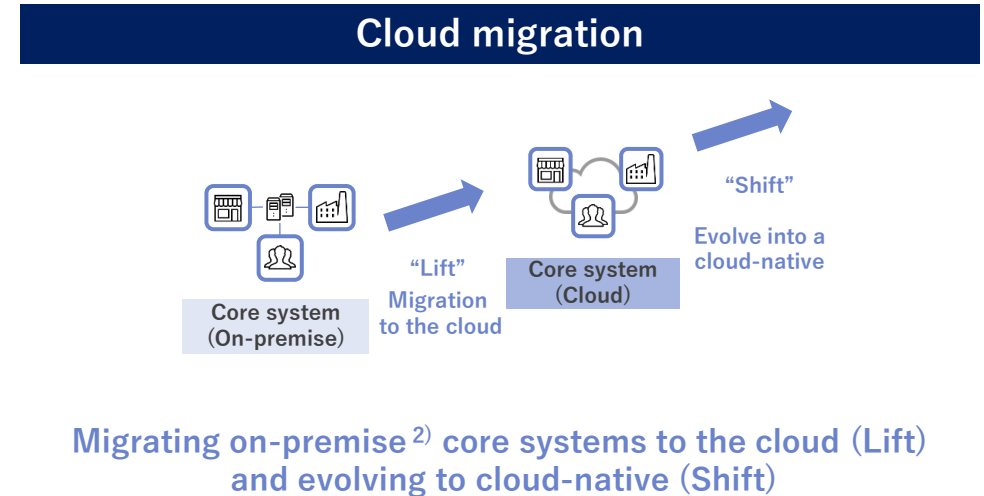 Cloud migration
“Shift”
Evolve into a
cloud-native
“Lift”
Migration
to the cloud
Core system
(Cloud)
Core system
(On-premise)
Migrating on-premise 2) core systems to the cloud (Lift)
and evolving to cloud-native (Shift)